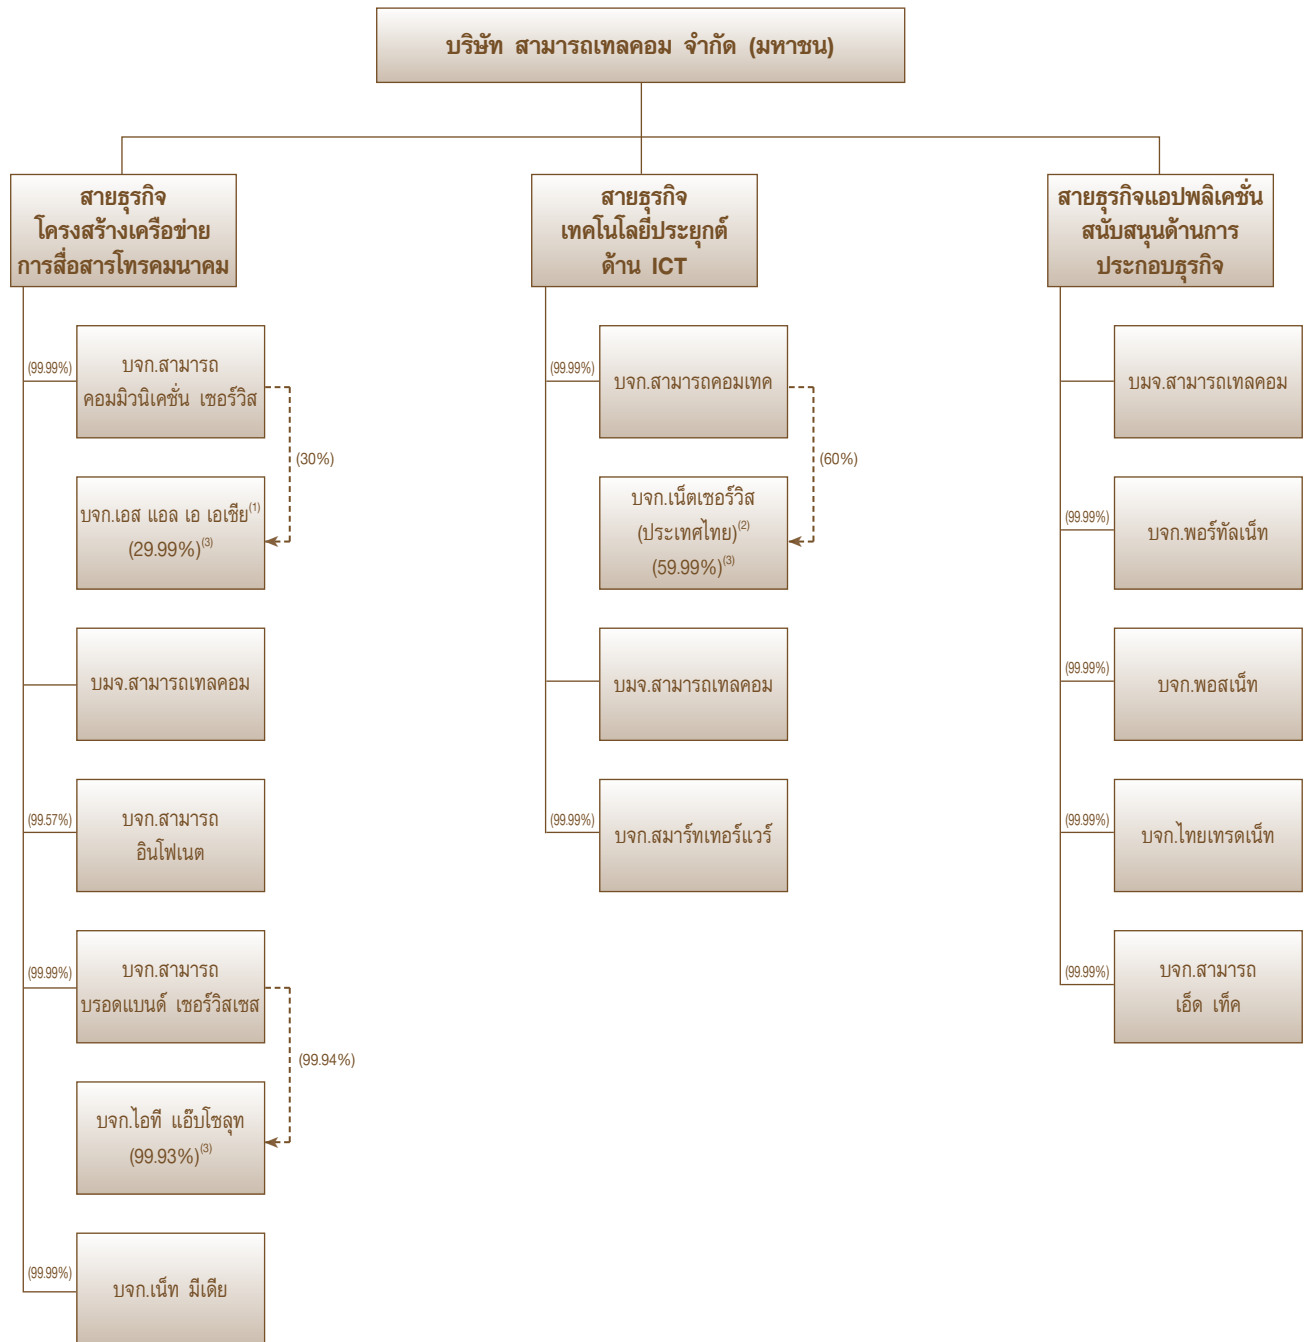 บริษัท สามารถเทลคอม จำกัด (มหาชน)
สายธุรกิจ
โครงสร้างเครือข่าย
การสื่อสารโทรคมนาคม
(99.99%)
บจก.สามารถ
คอมมิวนิเคชั่น เซอร์วิส
(30%)
บจก.เอส แอล เอ เอเชีย(1)
(29.99%)(3)
บมจ.สามารถเทลคอม
(99.57%)
บจก.สามารถ
อินโฟเนต
(99.99%)
บจก.สามารถ
บรอดแบนด์ เซอร์วิสเซส
(99.94%)
บจก.ไอที แอ๊บโซลุท
(99.93%)(3)
(99.99%)
บจก.เน็ท มีเดีย
สายธุรกิจ
เทคโนโลยีประยุกต์
ด้าน ICT
(99.99%)
บจก.สามารถคอมเทค
(60%)
บจก.เน็ตเซอร์วิส
(ประเทศไทย)(2)
(59.99%)(3)
บมจ.สามารถเทลคอม
(99.99%)
บจก.สมาร์ทเทอร์แวร์
สายธุรกิจแอปพลิเคชั่น
สนับสนุนด้านการ
ประกอบธุรกิจ
บมจ.สามารถเทลคอม
(99.99%)
บจก.พอร์ทัลเน็ท
(99.99%)
บจก.พอสเน็ท
(99.99%)
บจก.ไทยเทรดเน็ท
(99.99%)
บจก.สามารถ
เอ็ด เท็ค